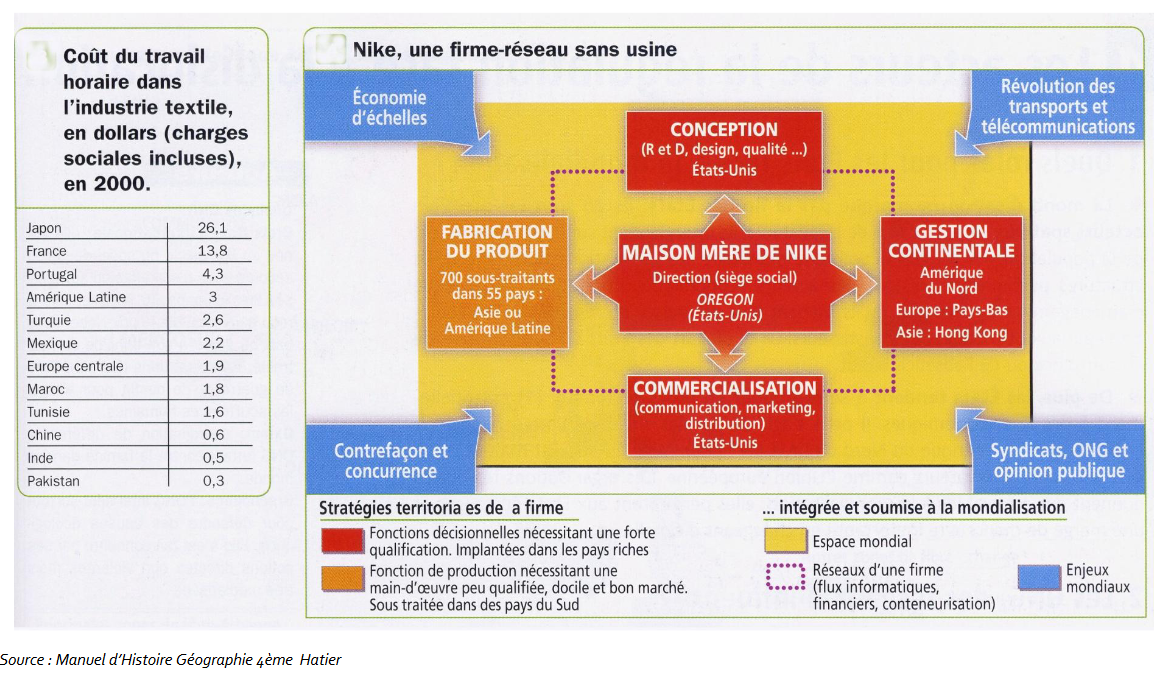 Coût du travail
horaire dans
l'industrie textile,
en dollars (charges
sociales incluses),
en 2000.
Japon 26,1
France 13,8
Portugal 4,3
Amérique Latine 3
Turquie 2,6
Mexique 2,2
Europe centrale 1,9
Maroc 1,8
Tunisie 1,6
Chine 0,6
Inde 0,5
Pakistan 0,3
Nike, une firme-réseau sans usine
Économie
d'échelles
Révolution des
transports et
télécommunications
CONCEPTION
(R et D, design, qualité ...)
États-Unis
FABRICATION
DU PRODUIT
700 sous-traitants
dans 55 pays :
Asie ou
Amérique Latine
MAISON MÈRE DE NIKE
Direction (siège social)
OREGON
(États-Unis)
GESTION
CONTINENTALE
Amérique
du Nord
Europe : Pays-Bas
Asie : Hong Kong
COMMERCIALISATION
(communication, marketing,
distribution)
États-Unis
Contrefaçon et
concurrence
Syndicats, ONG et
opinion publique
Stratégies territoria es de a firme
Fonctions décisionnelles nécessitant une forte
qualification. Implantées dans les pays riches
Fonction de production nécessitant une
main-d'œuvre peu qualifiée, docile et bon marché.
Sous traitée dans des pays du Sud
... intégrée et soumise à la mondialisation
Espace mondial
Réseaux d'une firme
(flux informatiques,
financiers, conteneurisation)
Enjeux
mondiaux
Source : Manuel d'Histoire Géographie 4ème Hatier